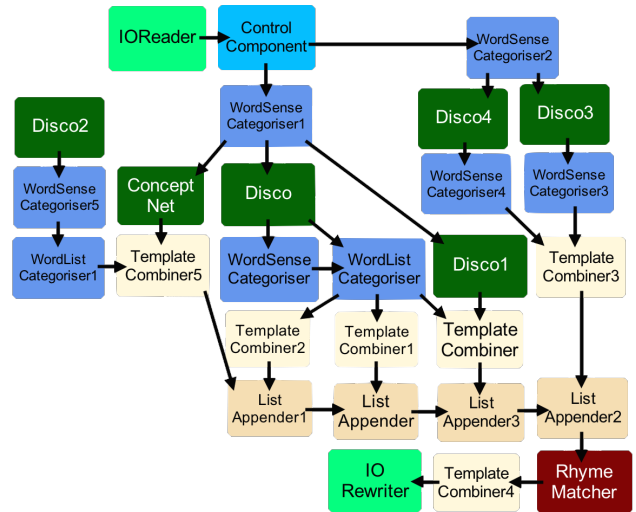 IOReader
Control
Component
WordSense
Categoriser2
WordSense
Categoriser1
Disco2
Disco4
Disco3
WordSense
Categoriser5
Concept
Net
Disco
WordSense
Categoriser4
WordSense
Categoriser3
WordList
Categoriser1
Template
Combiner5
WordSense
Categoriser
WordList
Categoriser
Disco1
Template
Combiner3
Template
Combiner2
Template
Combiner1
Template
Combiner
List
Appender1
List
Appender
List
Appender3
List
Appender2
IO
Rewriter
Template
Combiner4
Rhyme
Matcher